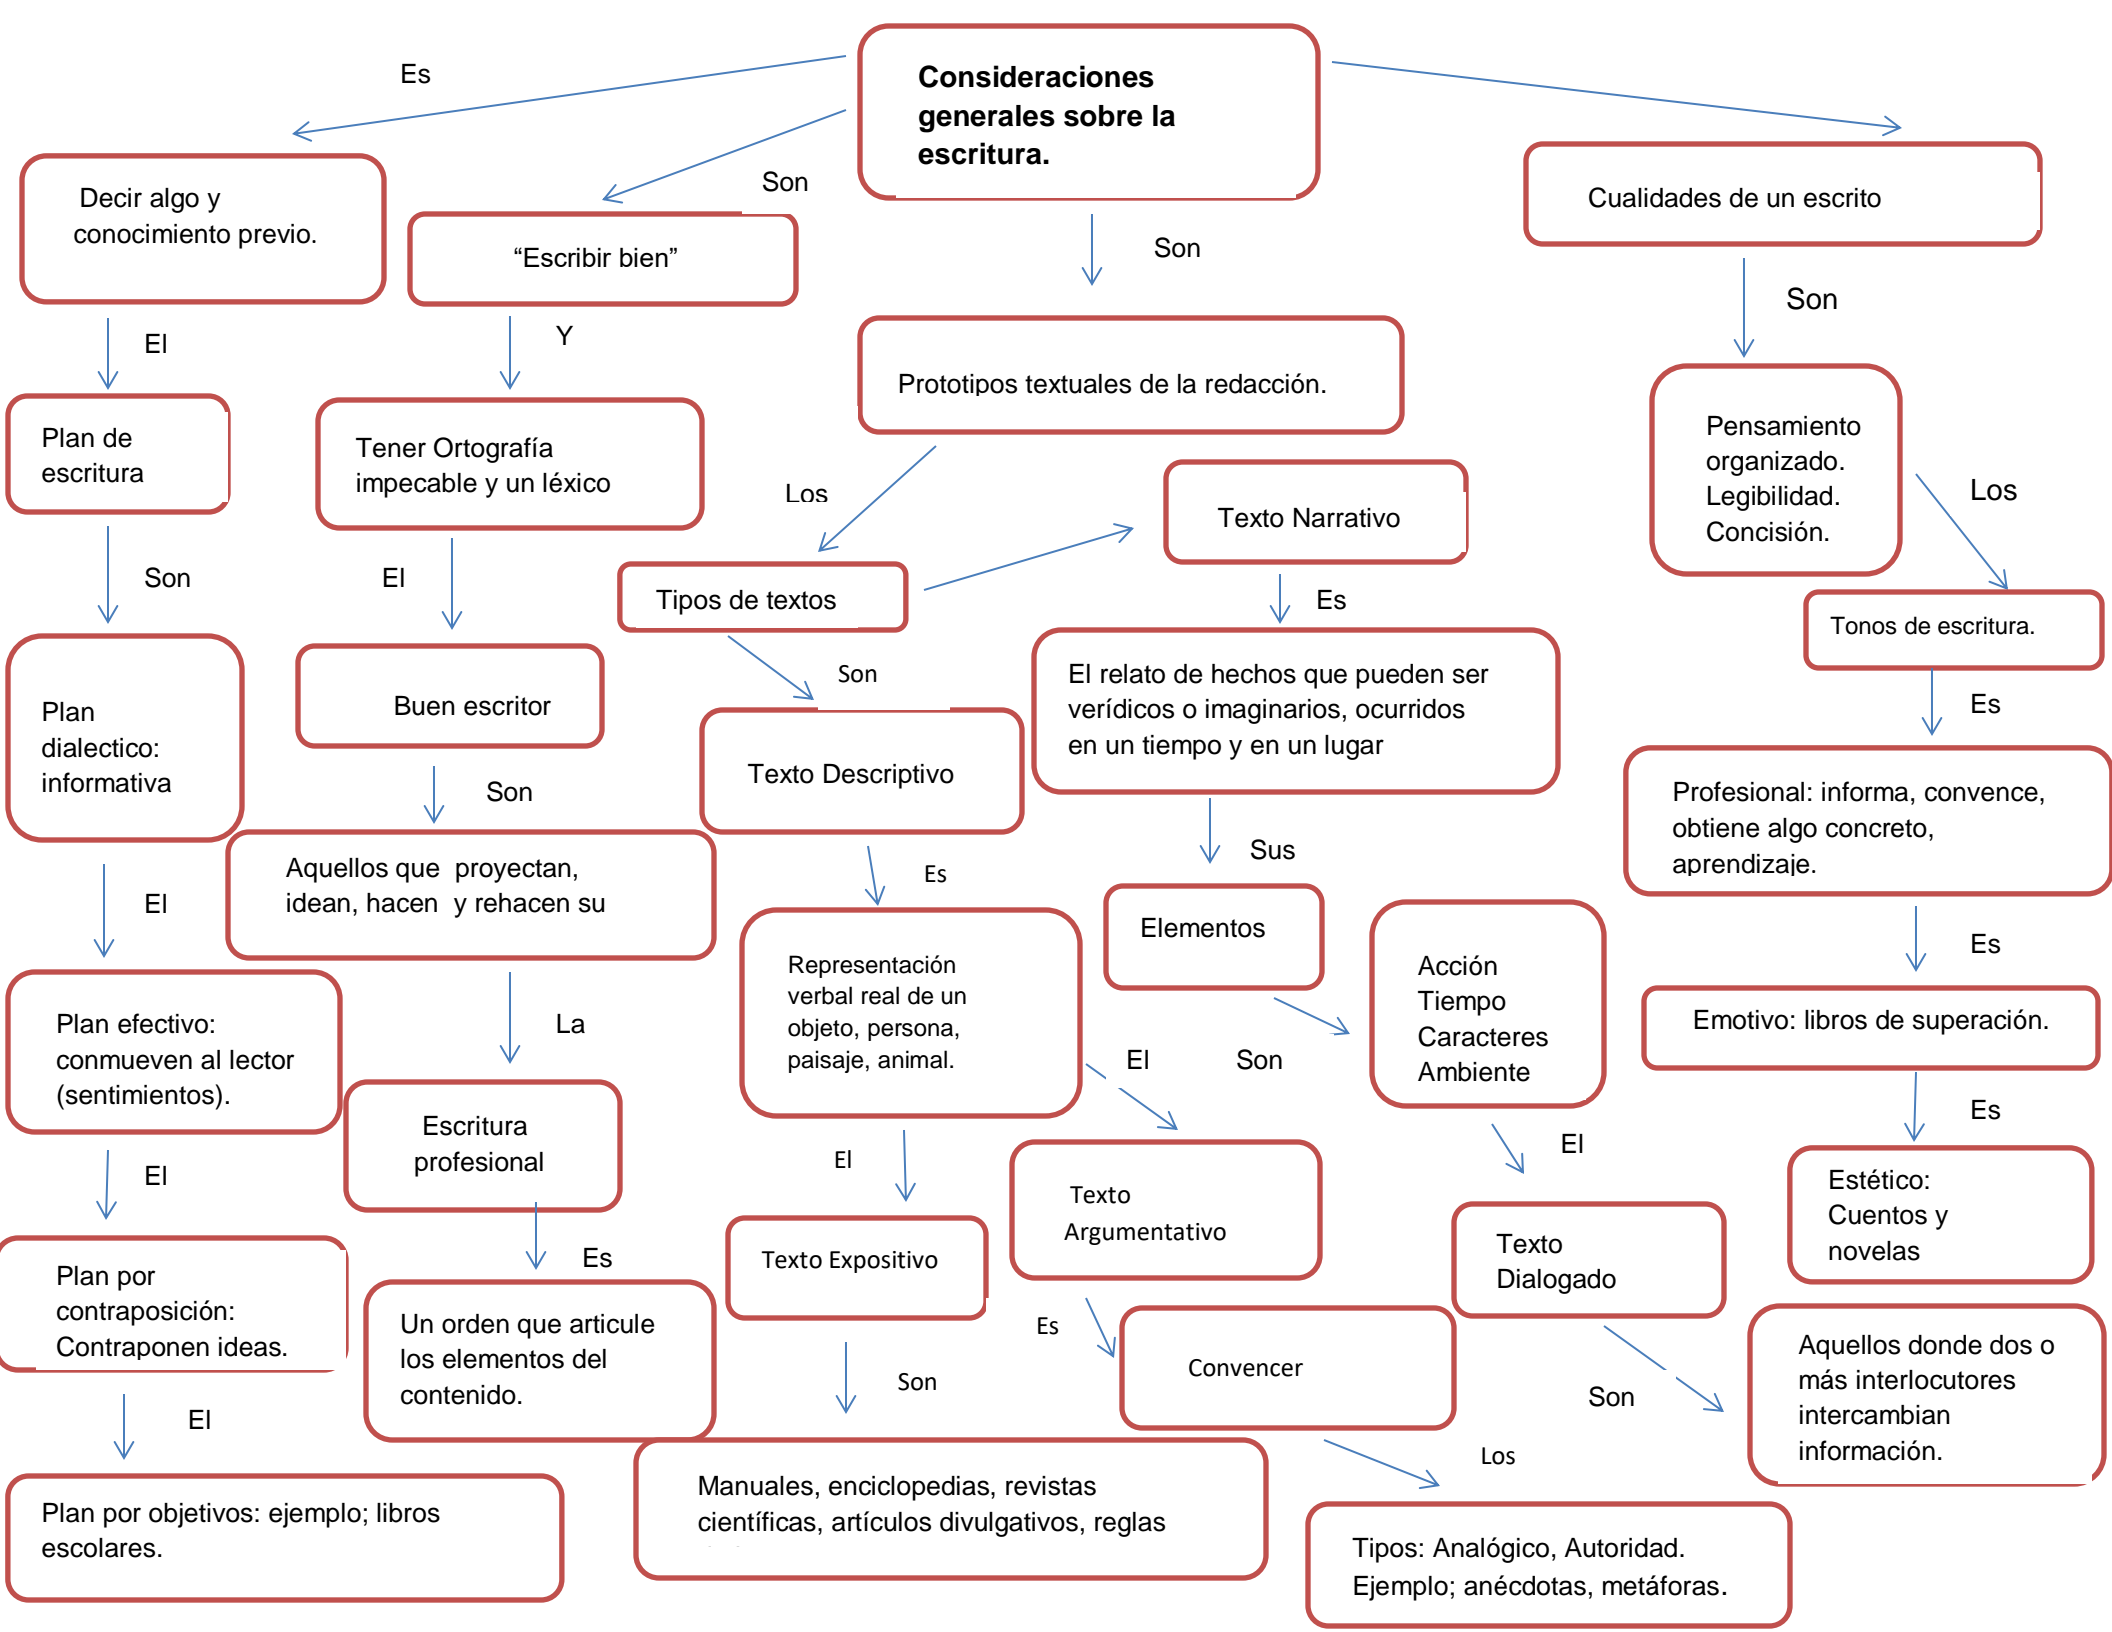 Consideraciones
generales sobre la
escritura.
Es
Son
Son
Decir algo y
conocimiento previo.
El
Plan de
escritura
Son
Plan
dialectico:
informativa
El
Plan efectivo:
conmueven al lector
(sentimientos).
El
Plan por
contraposición:
Contraponen ideas.
El
Plan por objetivos: ejemplo; libros
escolares.
“Escribir bien”
Y
Tener Ortografía
impecable y un léxico
El
Buen escritor
Son
Aquellos que proyectan,
idean, hacen y rehacen su
La
Escritura
profesional
Es
Un orden que articule
los elementos del
contenido.
Prototipos textuales de la redacción.
Los
Tipos de textos
Son
Texto Descriptivo
Es
Representación
verbal real de un
objeto, persona,
paisaje, animal.
El
Texto Expositivo
Son
Manuales, enciclopedias, revistas
científicas, artículos divulgativos, reglas
El
Texto
Argumentativo
Es
Convencer
Los
Tipos: Analógico, Autoridad.
Ejemplo; anécdotas, metáforas.
Texto Narrativo
Es
El relato de hechos que pueden ser
verídicos o imaginarios, ocurridos
en un tiempo y en un lugar
Sus
Elementos
Son
Acción
Tiempo
Caracteres
Ambiente
El
Texto
Dialogado
Son
Aquellos donde dos o
más interlocutores
intercambian
información.
Cualidades de un escrito
Son
Pensamiento
organizado.
Legibilidad.
Concisión.
Los
Tonos de escritura.
Es
Profesional: informa, convence,
obtiene algo concreto,
aprendizaje.
Es
Emotivo: libros de superación.
Es
Estético:
Cuentos y
novelas